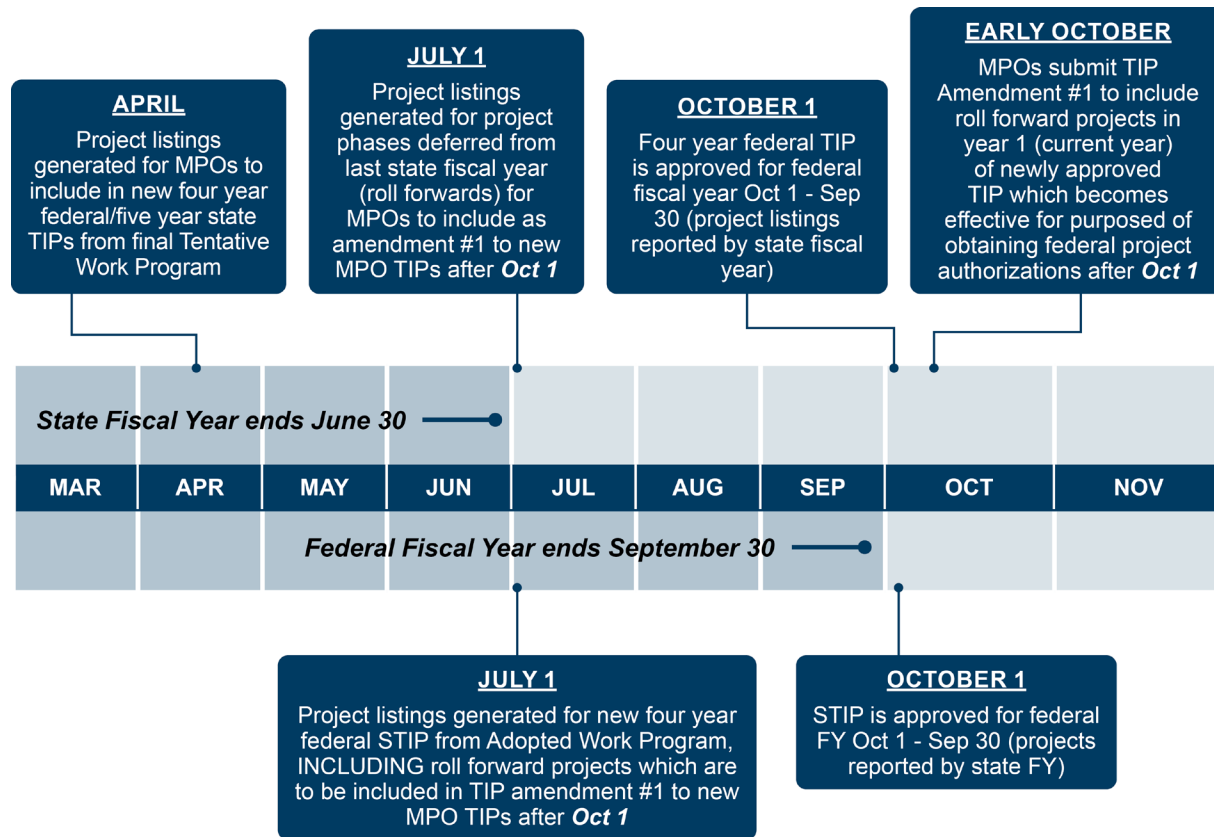 APRIL
Project listings
generated for MPOs to
include in new four year
federal/five year state
TIPs from final Tentative
Work Program
JULY 1
Project listings
generated for project
phases deferred from
last state fiscal year
(roll forwards) for
MPOs to include as
amendment #1 to new
MPO TIPs after Oct 1
OCTOBER 1
Four year federal TIP
is approved for federal
fiscal year Oct 1 - Sep
30 (project listings
reported by state fiscal
year)
EARLY OCTOBER
MPOs submit TIP
Amendment #1 to include
roll forward projects in
year 1 (current year)
of newly approved
TIP which becomes
effective for purposed of
obtaining federal project
authorizations after Oct 1
State Fiscal Year ends June 30
MAR APR MAY JUN JUL AUG SEP OCT NOV
Federal Fiscal Year ends September 30
JULY 1
Project listings generated for new four year
federal STIP from Adopted Work Program,
INCLUDING roll forward projects which are
to be included in TIP amendment #1 to new
MPO TIPs after Oct 1
OCTOBER 1
STIP is approved for federal
FY Oct 1 - Sep 30 (projects
reported by state FY)